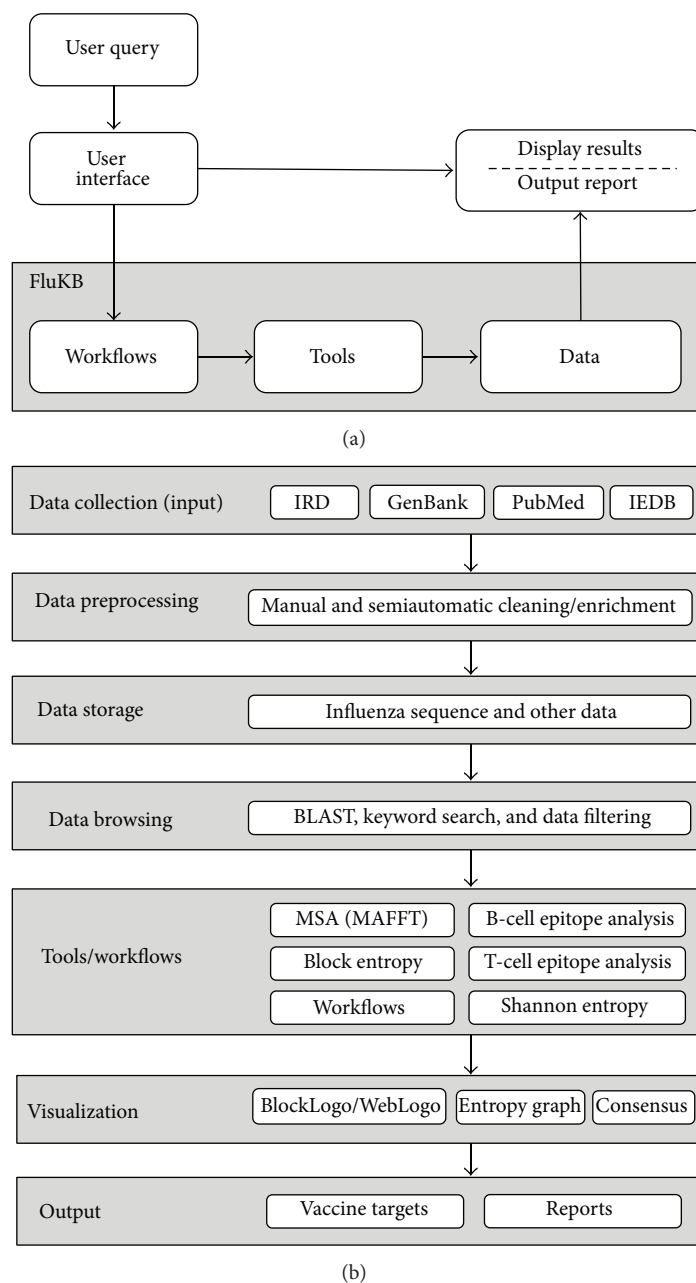 User query
User
interface
Display results
Output report
FluKB
Workflows
Tools
Data
(a)
Data collection (input)
IRD
GenBank
PubMed
IEDB
Data preprocessing
Manual and semiautomatic cleaning/enrichment
Data storage
Influenza sequence and other data
Data browsing
BLAST, keyword search, and data filtering
Tools/workflows
MSA (MAFFT)
B-cell epitope analysis
Block entropy
T-cell epitope analysis
Workflows
Shannon entropy
Visualization
BlockLogo/WebLogo
Entropy graph
Consensus
Output
Vaccine targets
Reports
(b)